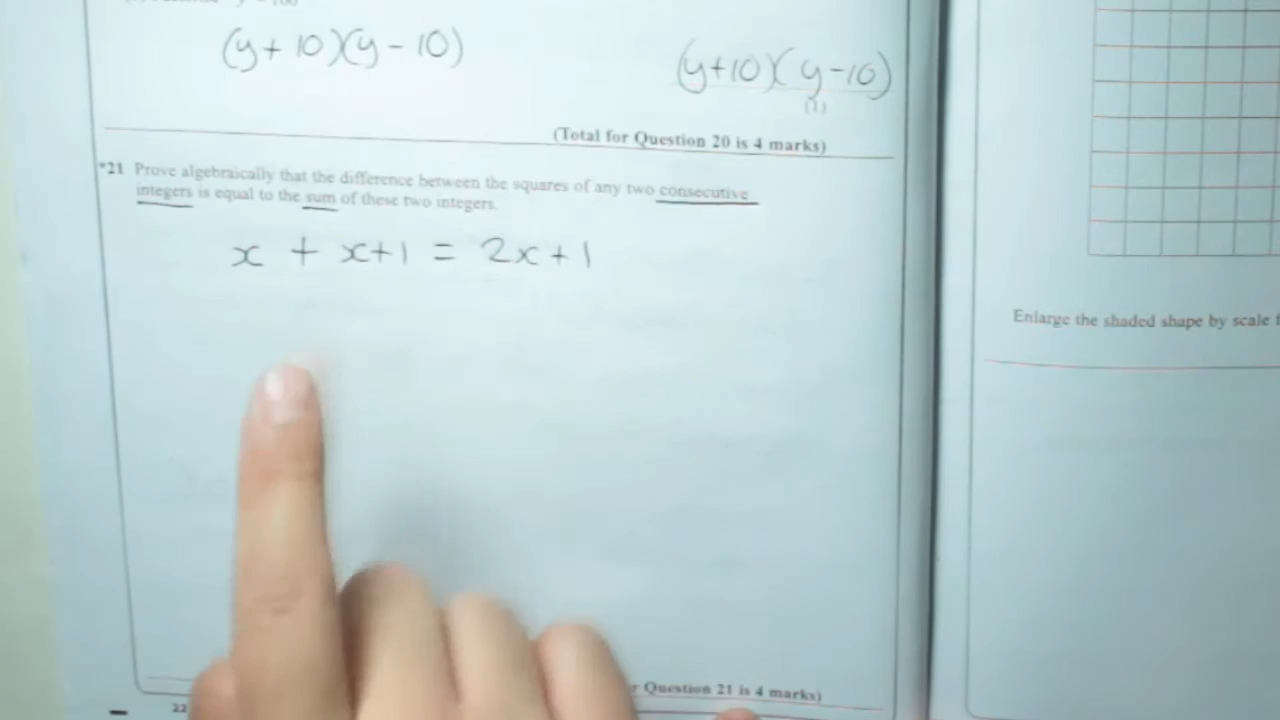 (y + 10)(y - 10)
(y+10)(y-10)
(1)
(Total for Question 20 is 4 marks)
*21 Prove algebraically that the difference between the squares of any two consecutive
integers is equal to the sum of these two integers.
x + x+1 = 2x + 1
Enlarge the shaded shape by scale
Question 21 is 4 marks)
22